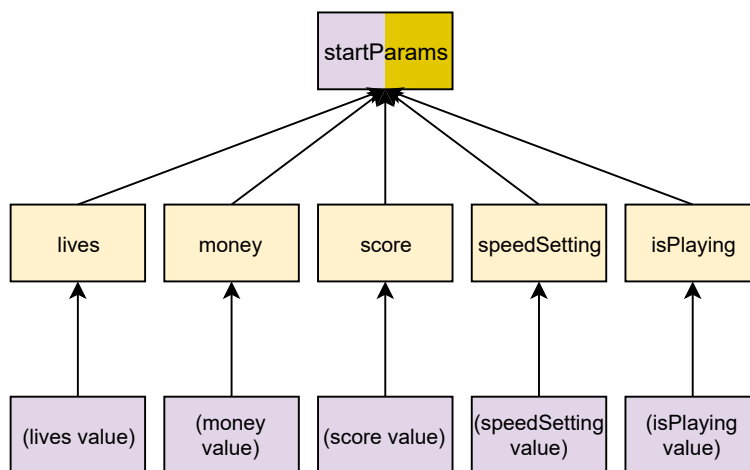 startParams
lives
money
score
speedSetting
isPlaying
(lives value)
(money
value)
(score value)
(speedSetting
value)
(isPlaying
value)